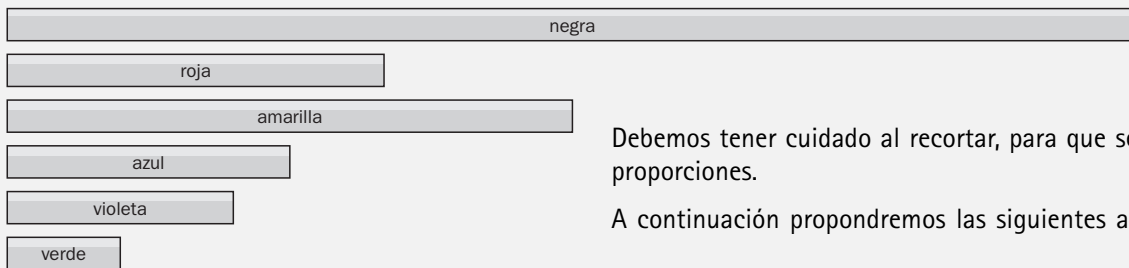 negra
roja
amarilla
azul
violeta
verde
Debemos tener cuidado al recortar, para que se
proporciones.
A continuación propondremos las siguientes a